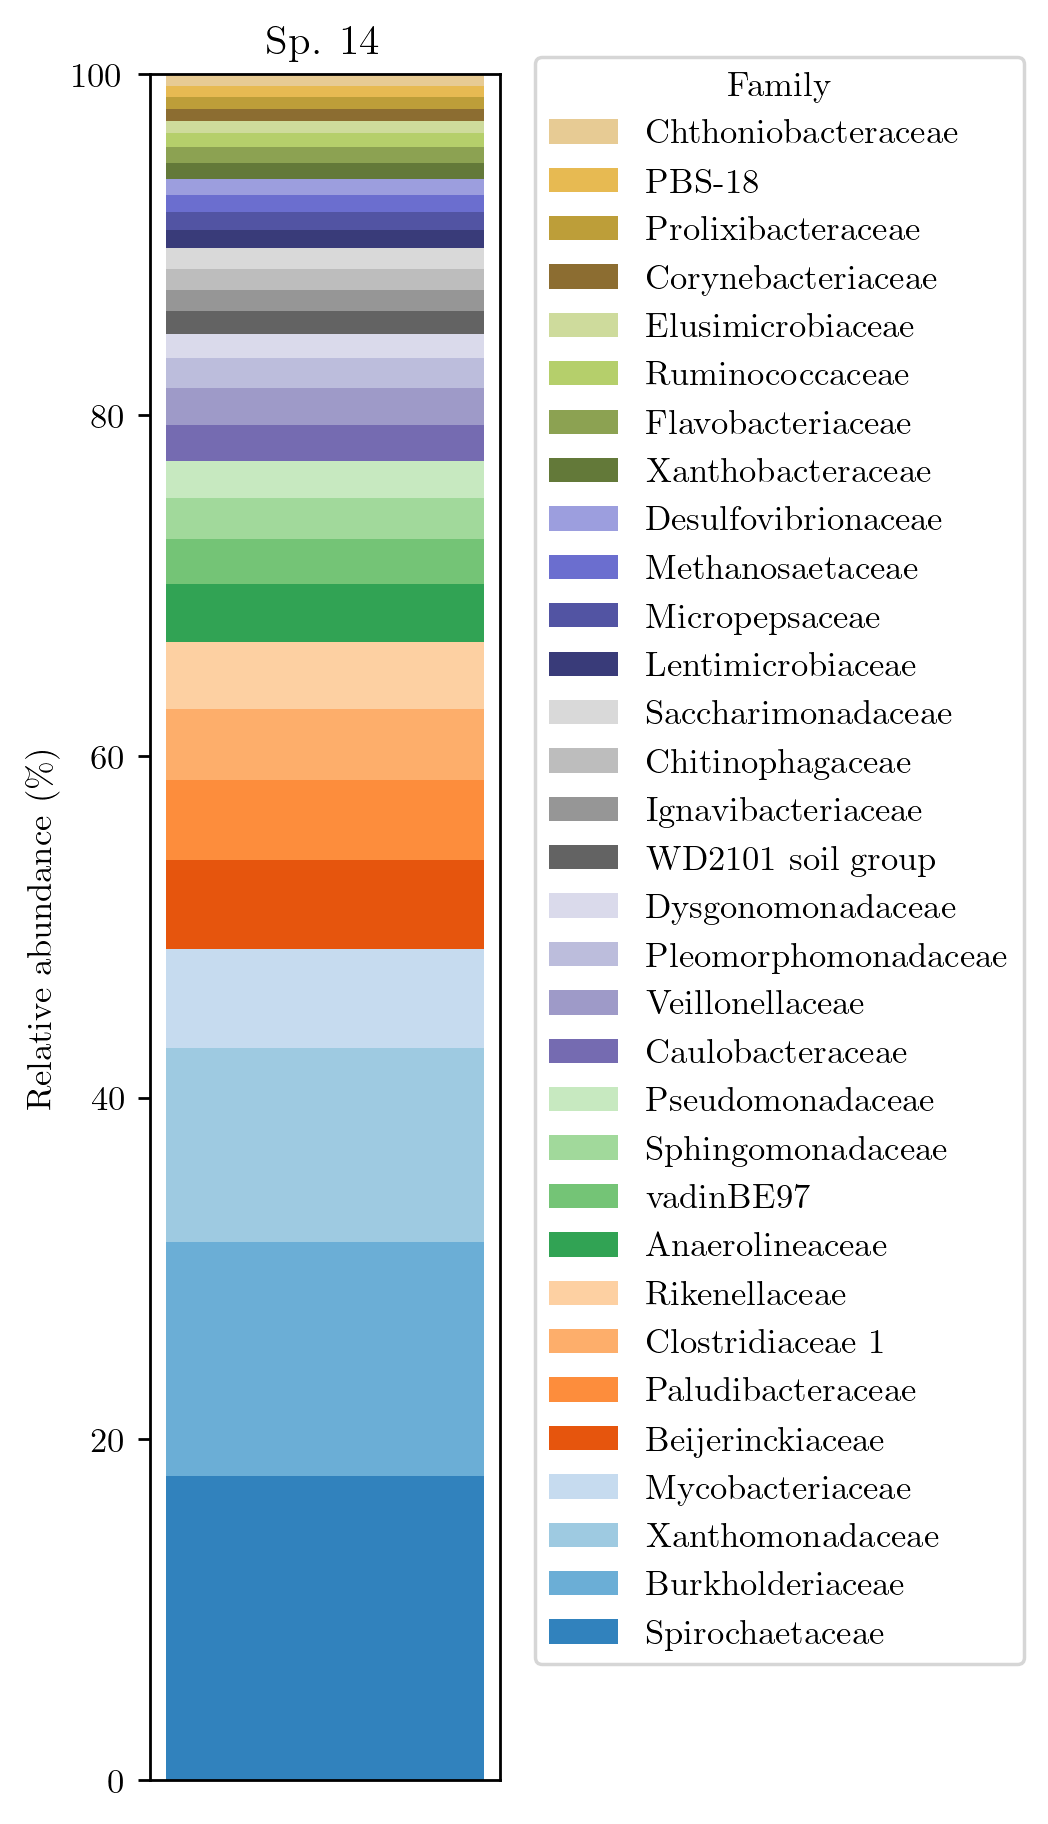 Sp. 14
100
80
60
40
20
0
Relative abundance (%)
Family
Chthoniobacteraceae
PBS-18
Prolixibacteraceae
Corynebacteriaceae
Elusimicrobiaceae
Ruminococcaceae
Flavobacteriaceae
Xanthobacteraceae
Desulfovibrionaceae
Methanosaetaceae
Micropepsaceae
Lentimicrobiaceae
Saccharimonadaceae
Chitinophagaceae
Ignavibacteriaceae
WD2101 soil group
Dysgonomonadaceae
Pleomorphomonadaceae
Veillonellaceae
Caulobacteraceae
Pseudomonadaceae
Sphingomonadaceae
vadinBE97
Anaerolineaceae
Rikenellaceae
Clostridiaceae 1
Paludibacteraceae
Beijerinckiaceae
Mycobacteriaceae
Xanthomonadaceae
Burkholderiaceae
Spirochaetaceae